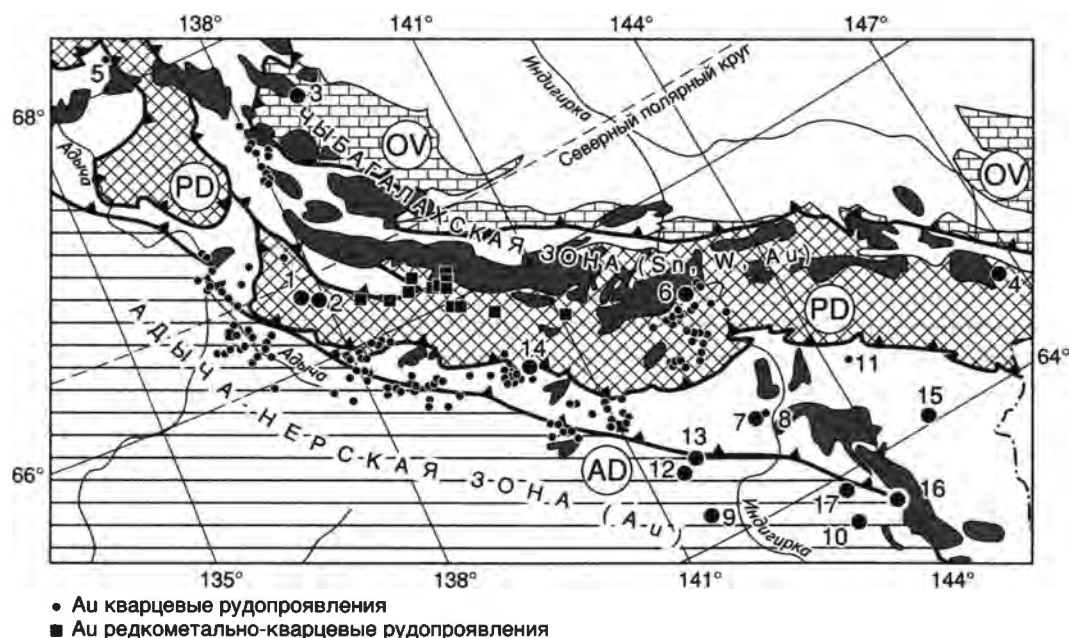 138° 141° 144° 147°
Индигирка
Северный полярный круг
5
3
68°
OV
Адыча
PD
OV
ЧЫБАГАЛАХСКАЯ ЗОНА (Sn, W, Au)
1 2
6
4
PD
Адыча
14
11
64°
15
7 8
АДЫЧА-НЕРСКАЯ ЗОНА (Au)
AD
13
12
66°
17
16
9
10
Индигирка
135° 138° 141° 144°
Au кварцевые рудопроявления
Au редкометально-кварцевые рудопроявления